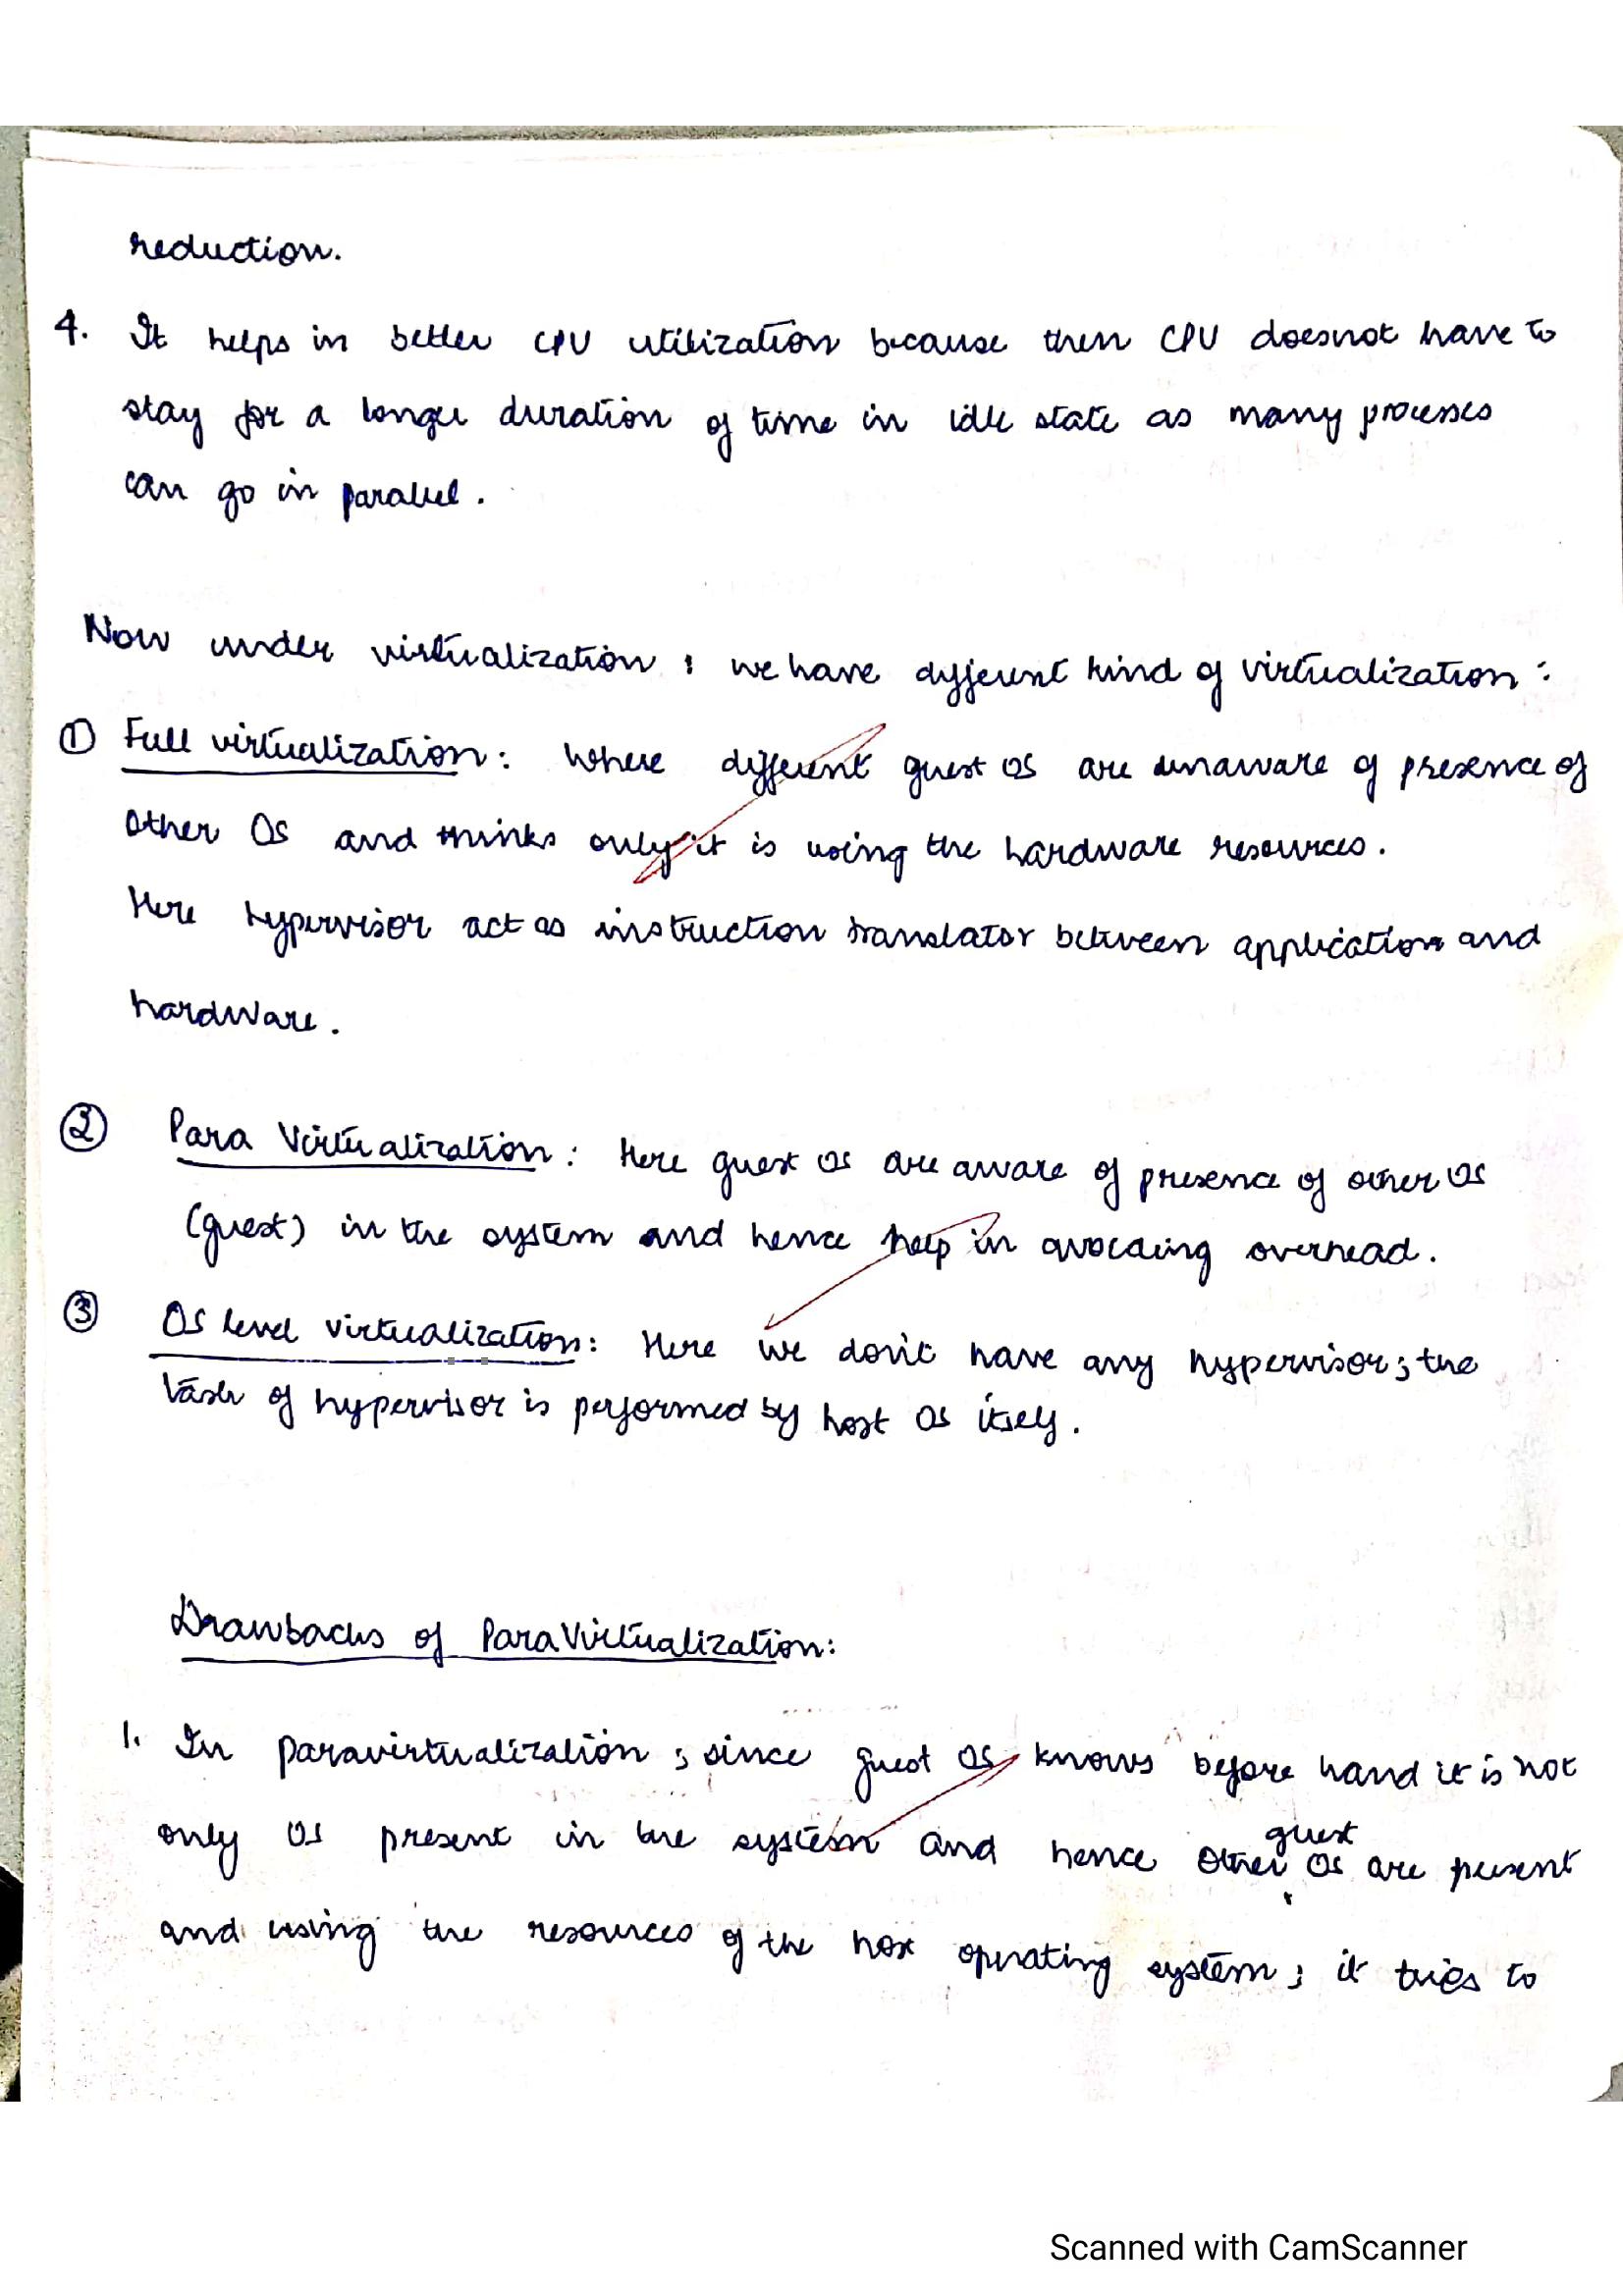 reduction.
4. It helps in better CPU utilization because then CPU doesnot have to
stay for a longer duration of time in idle state as many processes
can go in parallel.
Now under virtualization ; we have different kind of virtualization :
① Full virtualization : Where different guest OS are unaware of presence of
other OS and thinks only it is using the hardware resources.
Here hypervisor act as instruction translator between application and
hardware.
② Para Virtualization : Here guest OS are aware of presence of other OS
(guest) in the system and hence help in avoiding overhead.
③ OS level virtualization : Here we don't have any hypervisor ; the
task of hypervisor is performed by host OS itself.
Drawbacks of ParaVirtualization :
1. In paravirtualization ; since guest OS knows before hand it is not
only OS present in the system and hence other guest OS are present
and using the resources of the host operating system ; it tries to
Scanned with CamScanner